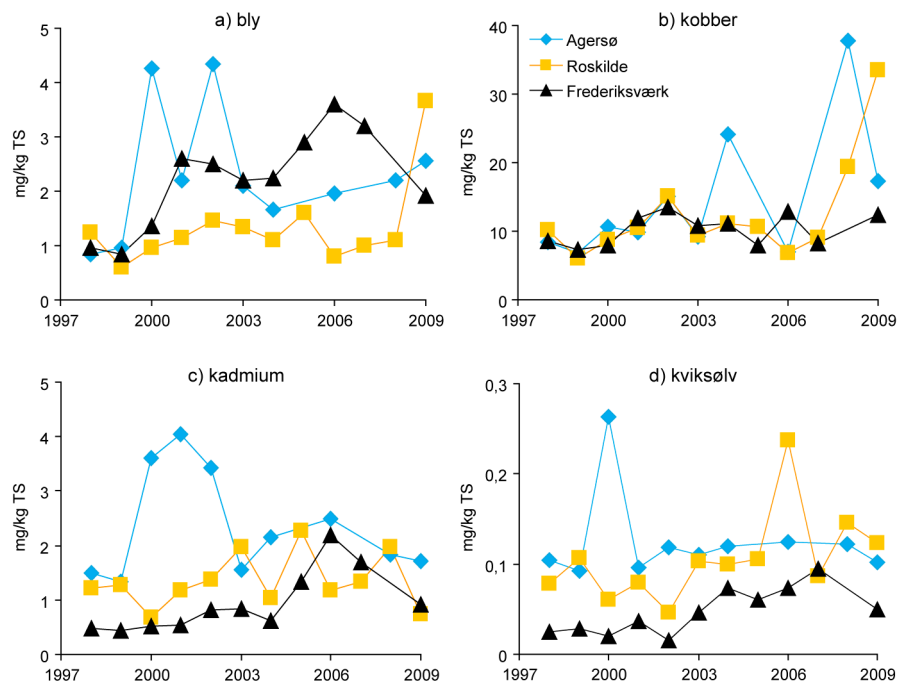 a) bly
mg/kg TS
5
4
3
2
1
0
1997 2000 2003 2006 2009
b) kobber
mg/kg TS
40
30
20
10
0
Agersø
Roskilde
Frederiksværk
1997 2000 2003 2006 2009
c) kadmium
mg/kg TS
5
4
3
2
1
0
1997 2000 2003 2006 2009
d) kviksølv
mg/kg TS
0,3
0,2
0,1
0
1997 2000 2003 2006 2009